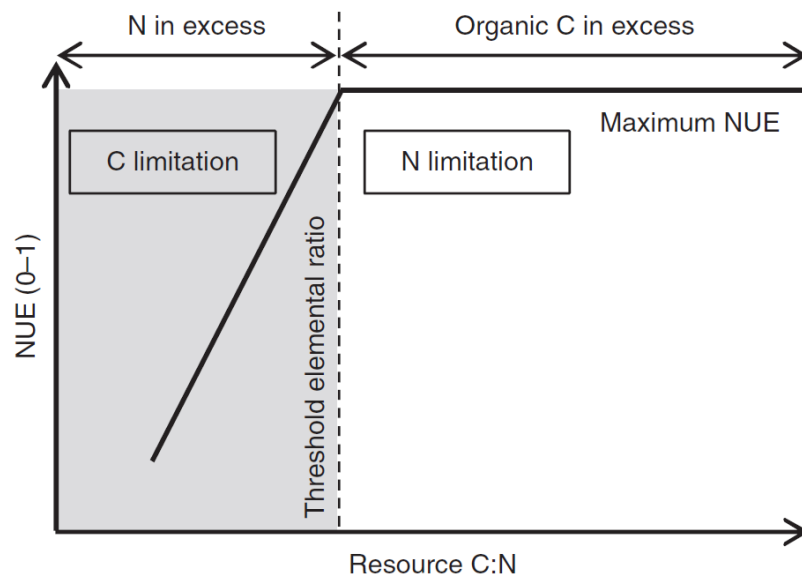 N in excess
Organic C in excess
Maximum NUE
C limitation
N limitation
NUE (0–1)
Threshold elemental ratio
Resource C:N